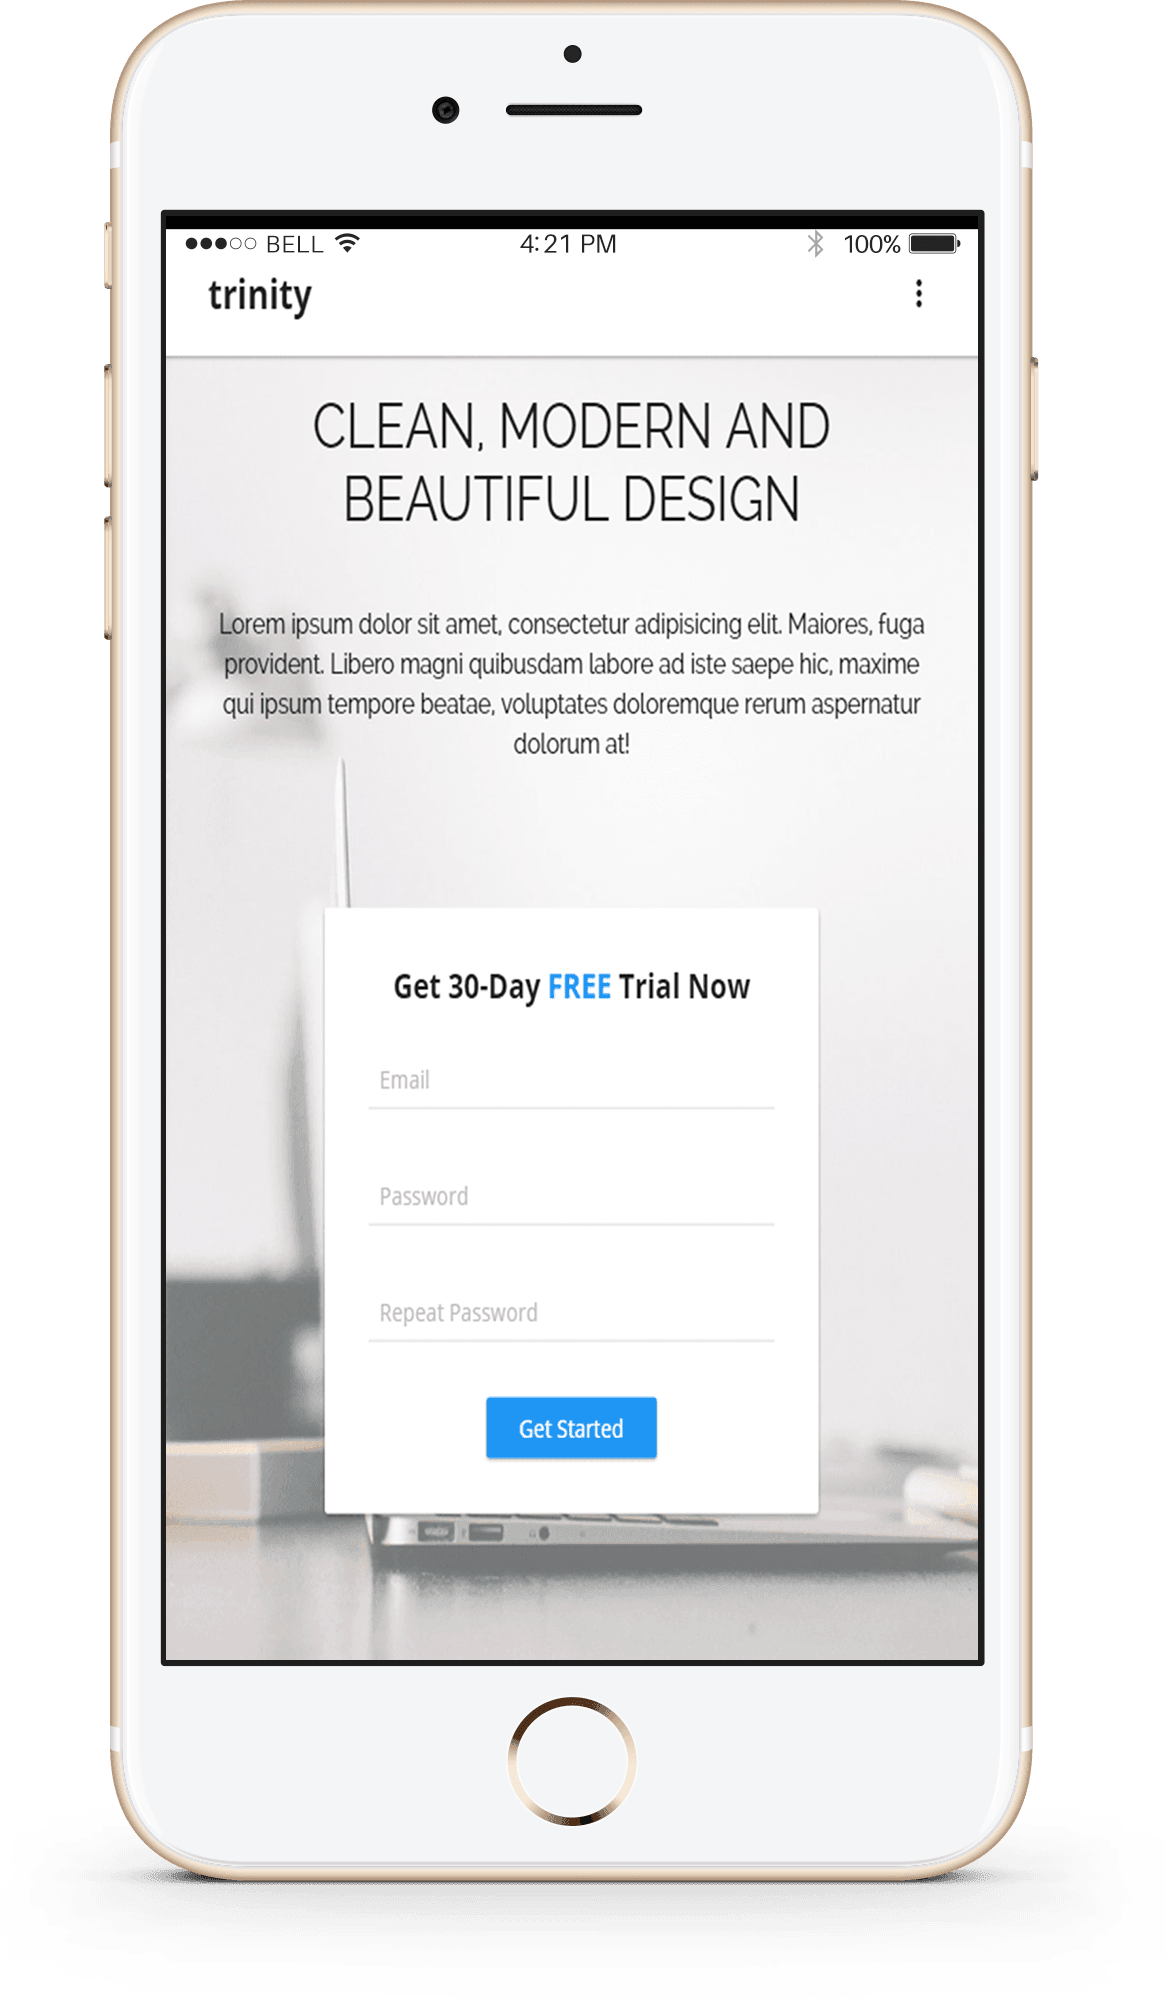 BELL 4:21 PM 100%
trinity
CLEAN, MODERN AND
BEAUTIFUL DESIGN
Lorem ipsum dolor sit amet, consectetur adipisicing elit. Maiores, fuga
provident. Libero magni quibusdam labore ad iste saepe hic, maxime
qui ipsum tempore beatae, voluptates doloremque rerum aspernatur
dolorum at!
Get 30-Day FREE Trial Now
Email
Password
Repeat Password
Get Started